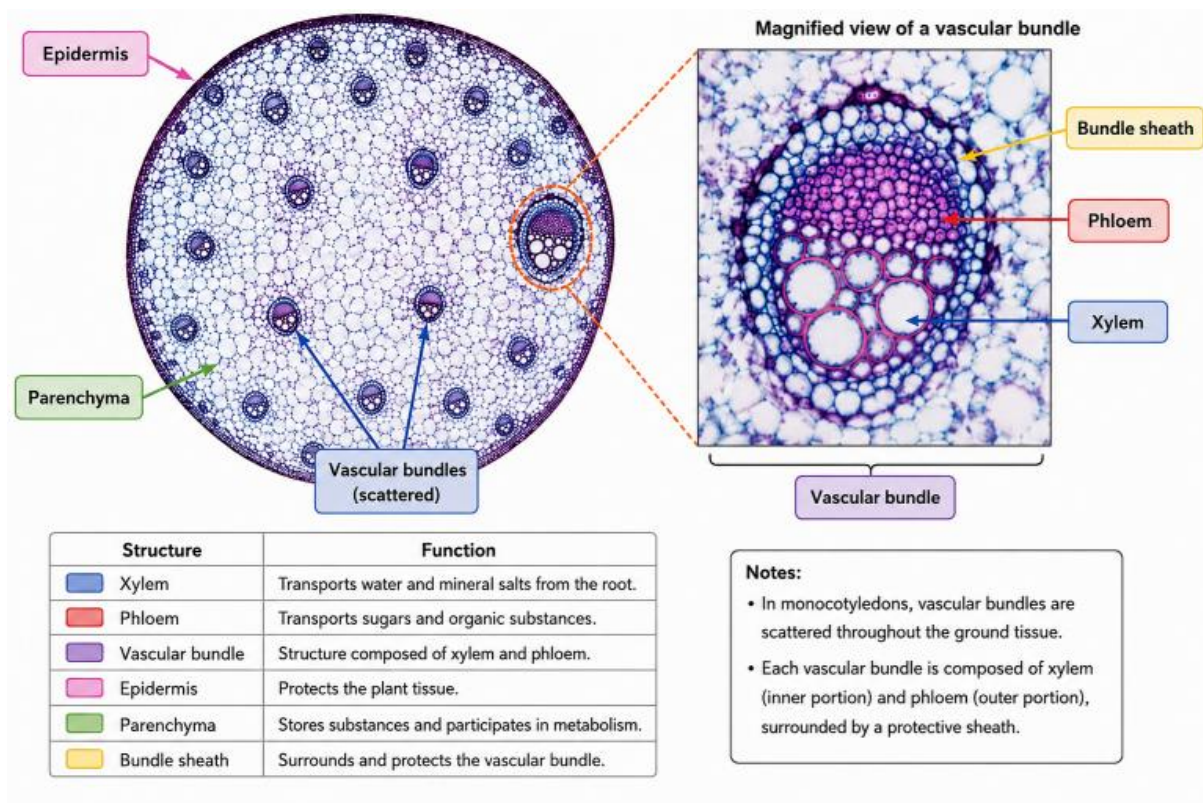 Magnified view of a vascular bundle
Epidermis
Bundle sheath
Phloem
Xylem
Parenchyma
Vascular bundles
(scattered)
Vascular bundle
Structure Function
Xylem Transports water and mineral salts from the root.
Phloem Transports sugars and organic substances.
Vascular bundle Structure composed of xylem and phloem.
Epidermis Protects the plant tissue.
Parenchyma Stores substances and participates in metabolism.
Bundle sheath Surrounds and protects the vascular bundle.
Notes:
• In monocotyledons, vascular bundles are
scattered throughout the ground tissue.
• Each vascular bundle is composed of xylem
(inner portion) and phloem (outer portion),
surrounded by a protective sheath.